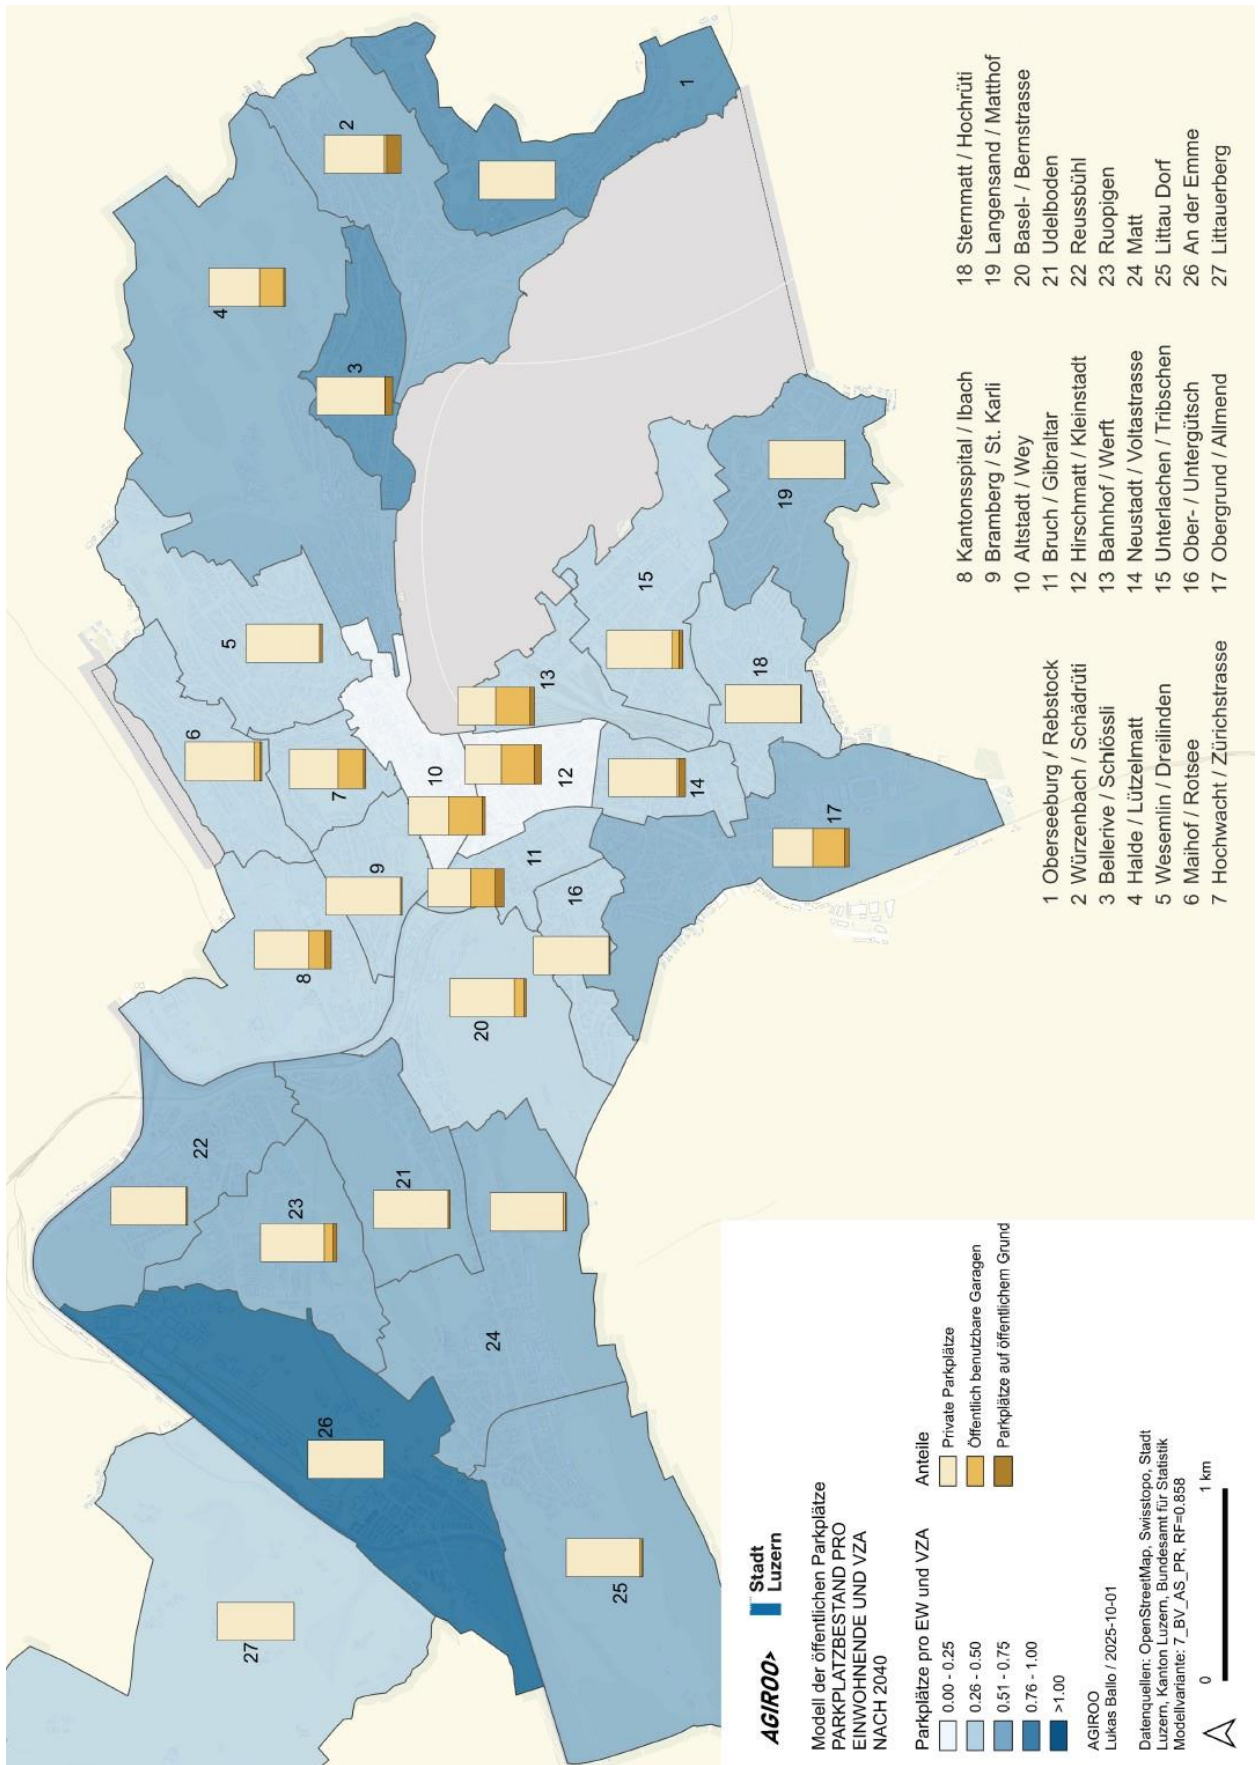 AGIROO>
Stadt
Luzern
Modell der öffentlichen Parkplätze
PARKPLATZBESTAND PRO
EINWOHNENDE UND VZA
NACH 2040
Parkplätze pro EW und VZA
0.00 - 0.25
0.26 - 0.50
0.51 - 0.75
0.76 - 1.00
>1.00
Anteile
Private Parkplätze
Öffentlich benutzbare Garagen
Parkplätze auf öffentlichem Grund
AGIROO
Lukas Ballo / 2025-10-01
Datenquellen: OpenStreetMap, Swisstopo, Stadt
Luzern, Kanton Luzern, Bundesamt für Statistik
Modellvariante: 7_BV_AS_PR, RF=0.858
0
1 km
1 Oberseeburg / Rebstock
2 Würzenbach / Schädrüti
3 Bellerive / Schlössli
4 Halde / Lützelmatt
5 Wesemlin / Dreilinden
6 Maihof / Rotsee
7 Hochwacht / Zürichstrasse
8 Kantonsspital / Ibach
9 Bramberg / St. Karli
10 Altstadt / Wey
11 Bruch / Gibraltar
12 Hirschmatt / Kleinstadt
13 Bahnhof / Werft
14 Neustadt / Voltastrasse
15 Unterlachen / Tribschen
16 Ober- / Untergütsch
17 Obergrund / Allmend
18 Sternmatt / Hochrüti
19 Langensand / Matthof
20 Basel- / Bernstrasse
21 Udelboden
22 Reussbühl
23 Ruopigen
24 Matt
25 Littau Dorf
26 An der Emme
27 Littauerberg
1
2
3
4
5
6
7
8
9
10
11
12
13
14
15
16
17
18
19
20
21
22
23
24
25
26
27